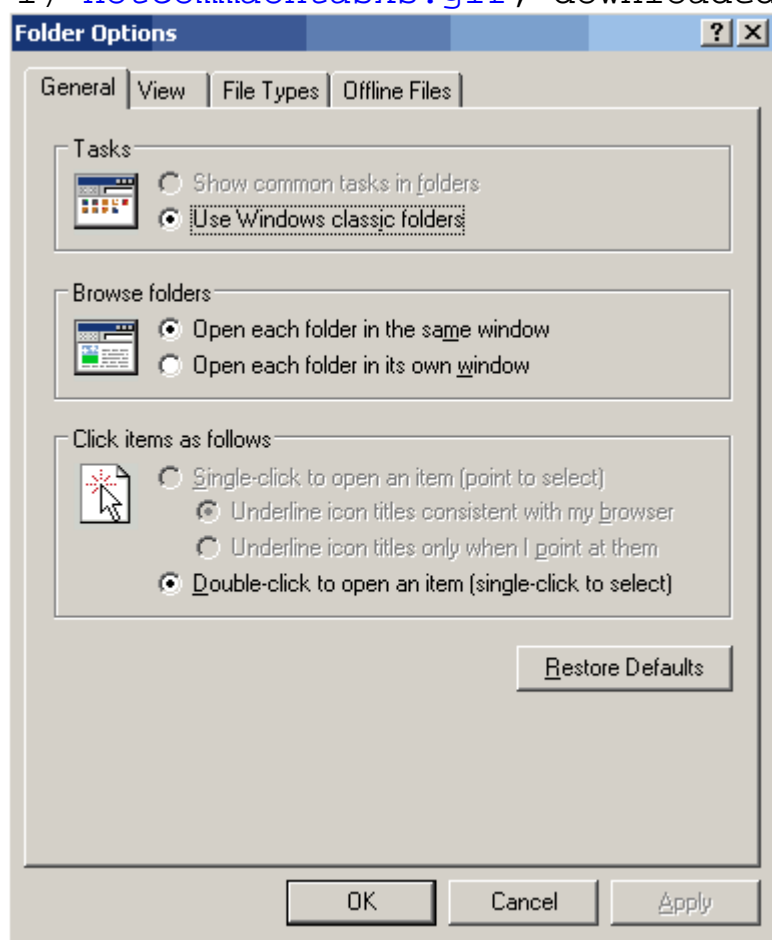 downloaded
Folder Options
General View File Types Offline Files
Tasks
Show common tasks in folders
Use Windows classic folders
Browse folders
Open each folder in the same window
Open each folder in its own window
Click items as follows
Single-click to open an item (point to select)
Underline icon titles consistent with my browser
Underline icon titles only when I point at them
Double-click to open an item (single-click to select)
Restore Defaults
OK Cancel Apply